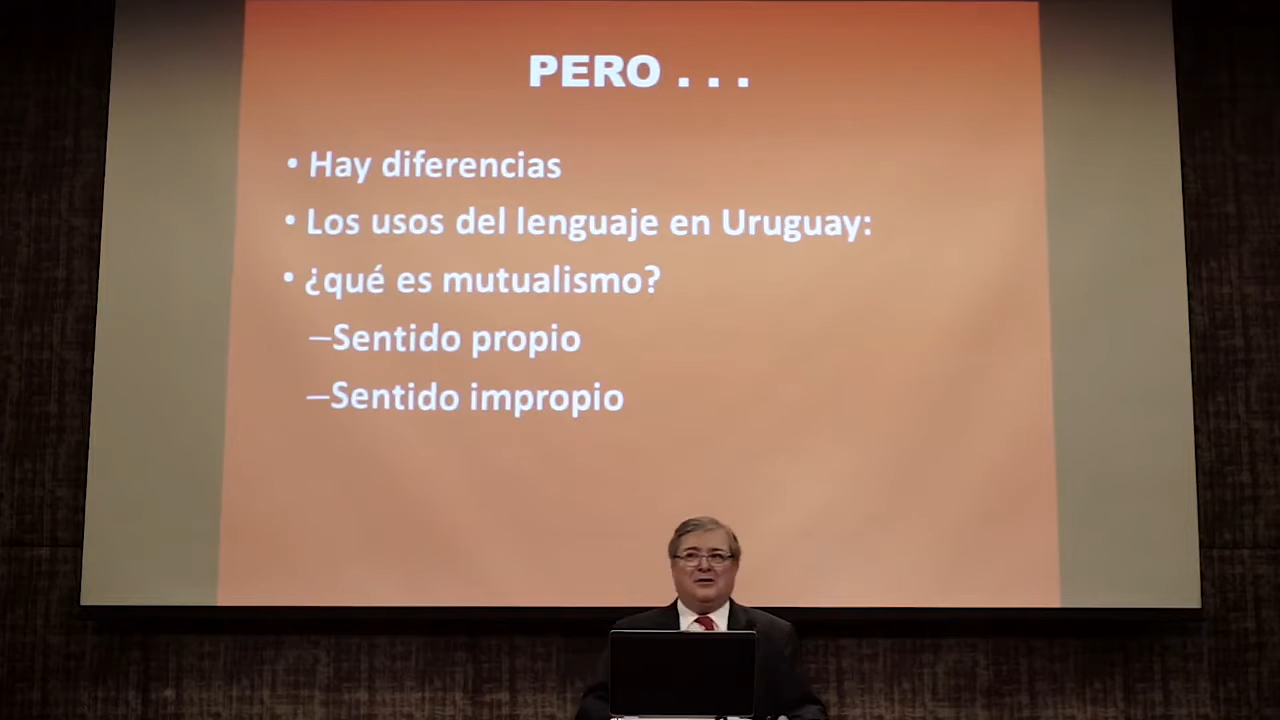 PERO . . .
• Hay diferencias
• Los usos del lenguaje en Uruguay:
• ¿qué es mutualismo?
–Sentido propio
–Sentido impropio